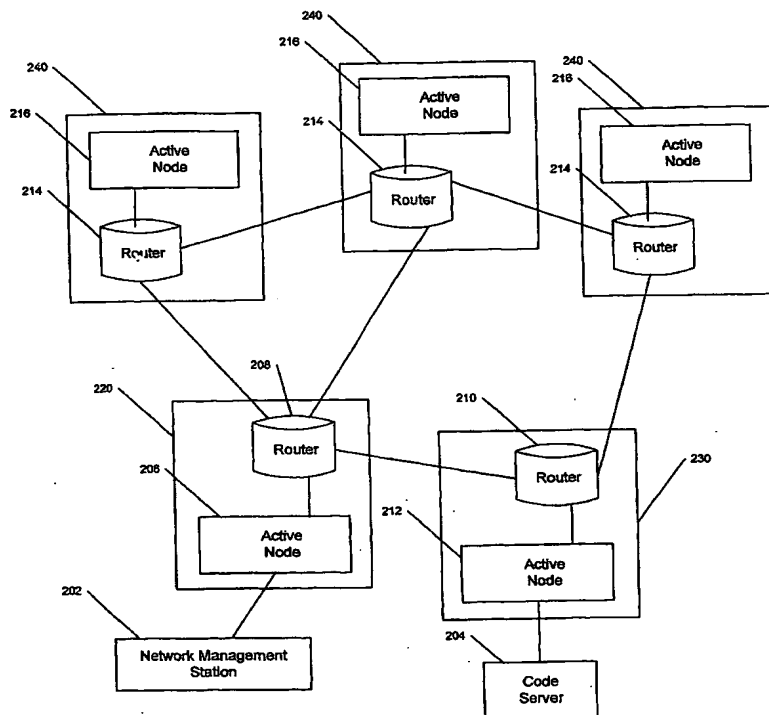 240
216
Active
Node
214
Router
240
216
Active
Node
214
Router
240
216
Active
Node
214
Router
220
208
Router
206
Active
Node
202
Network Management
Station
210
Router
230
212
Active
Node
204
Code
Server